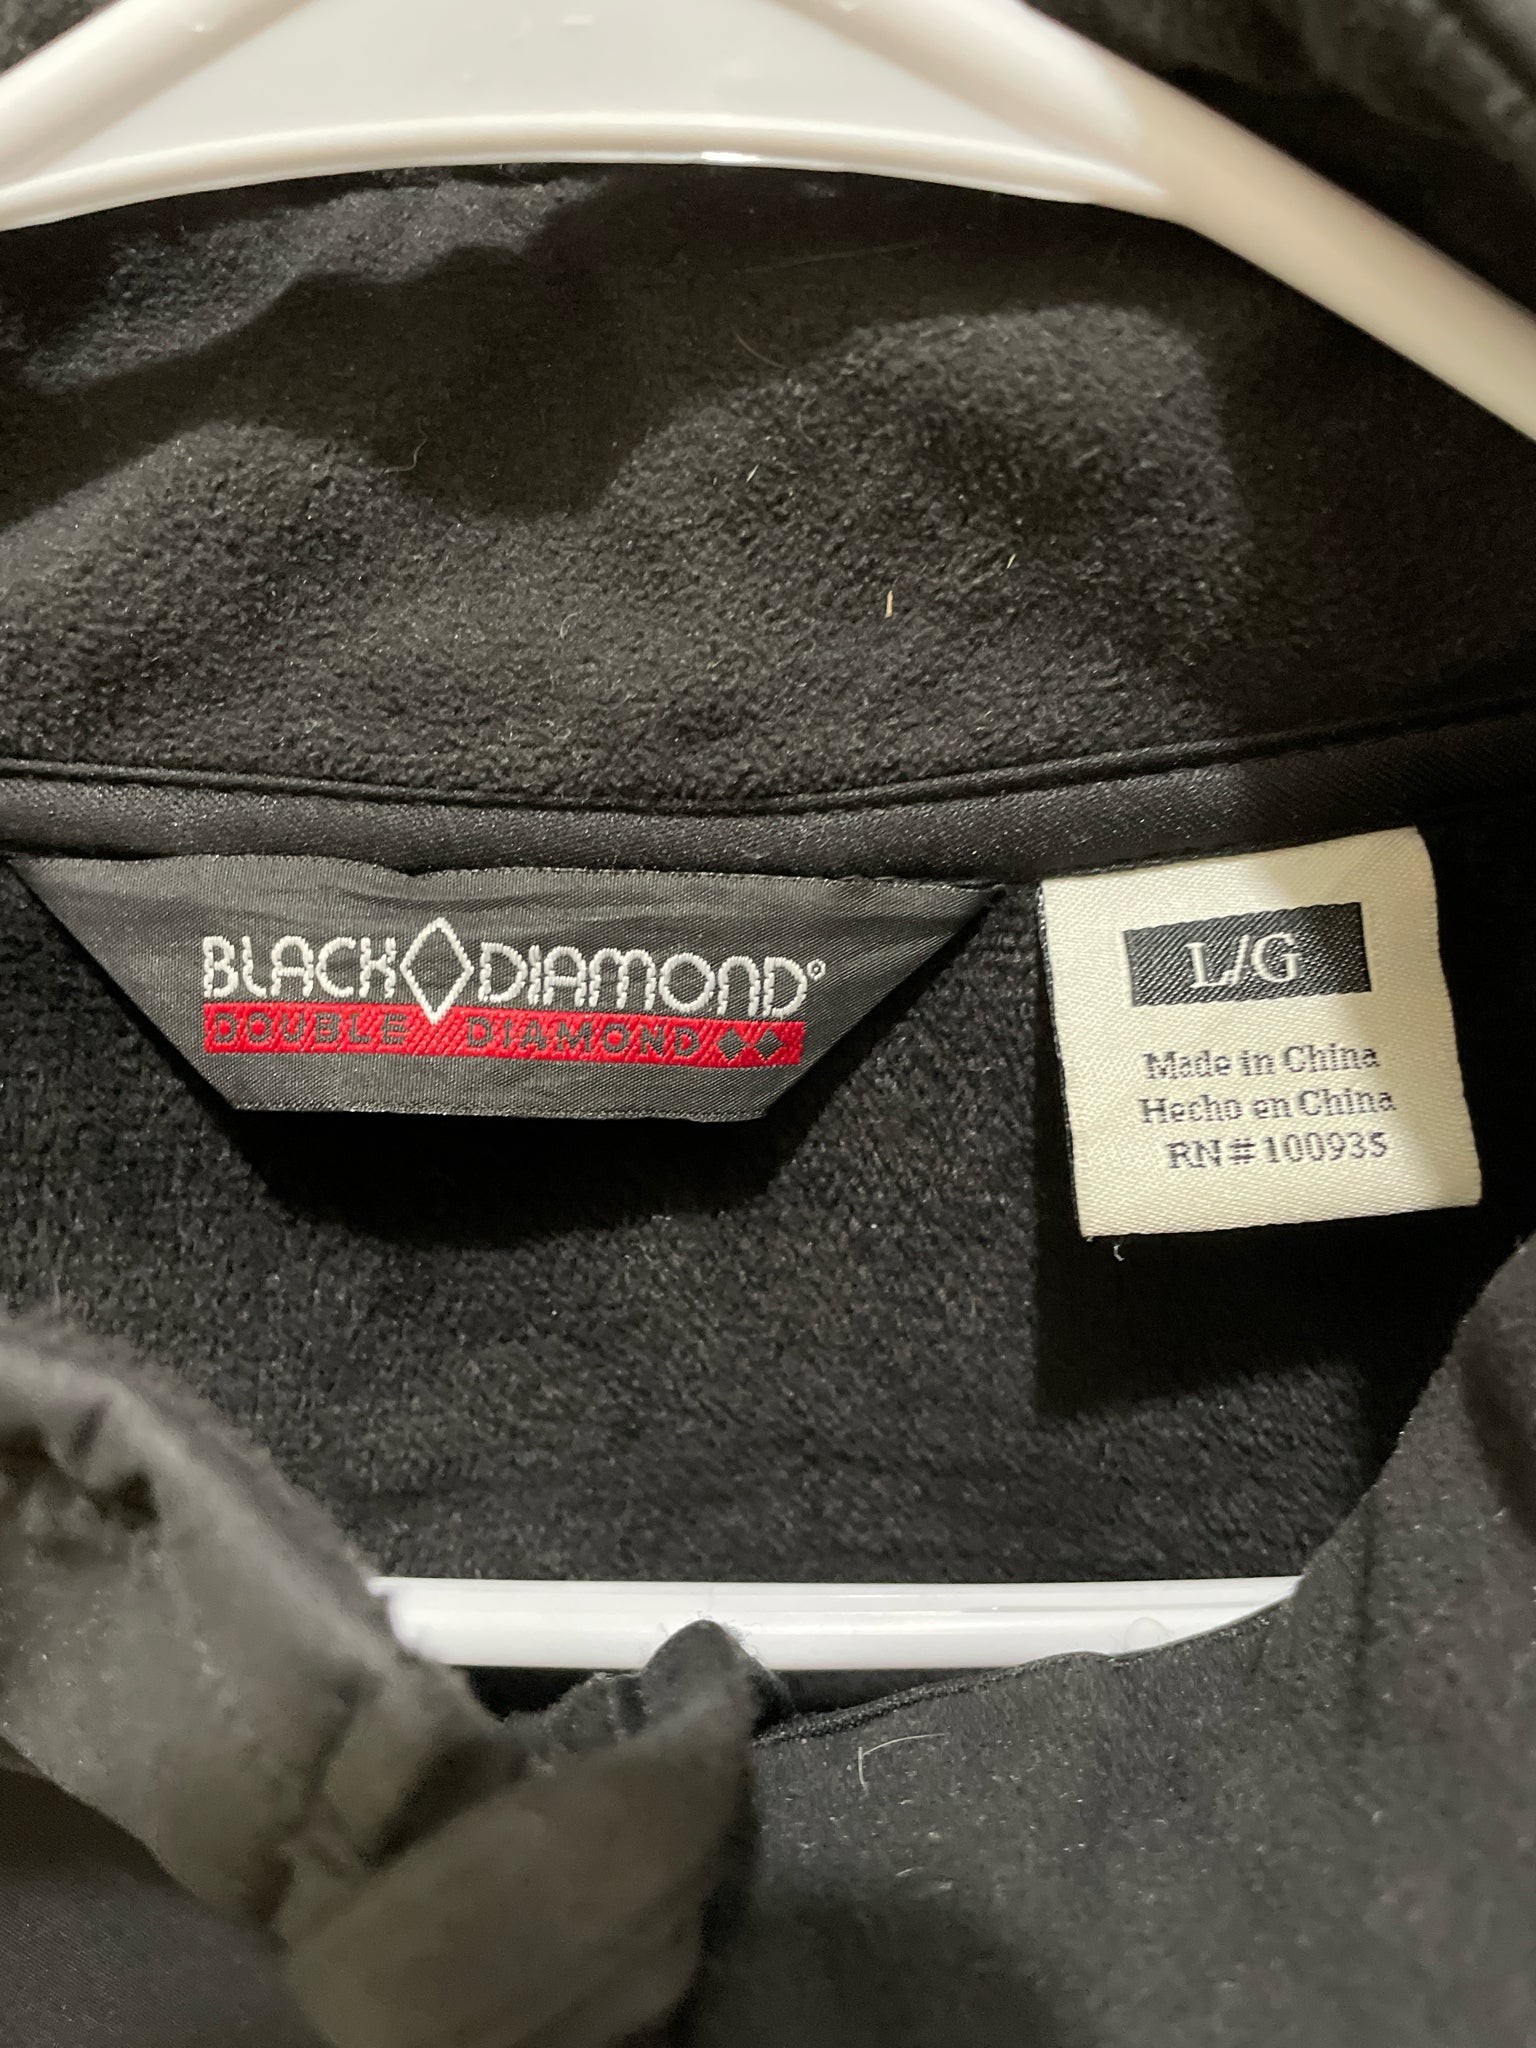 BLACK DIAMOND®
DOUBLE DIAMOND
L/G
Made in China
Hecho en China
RN#100935